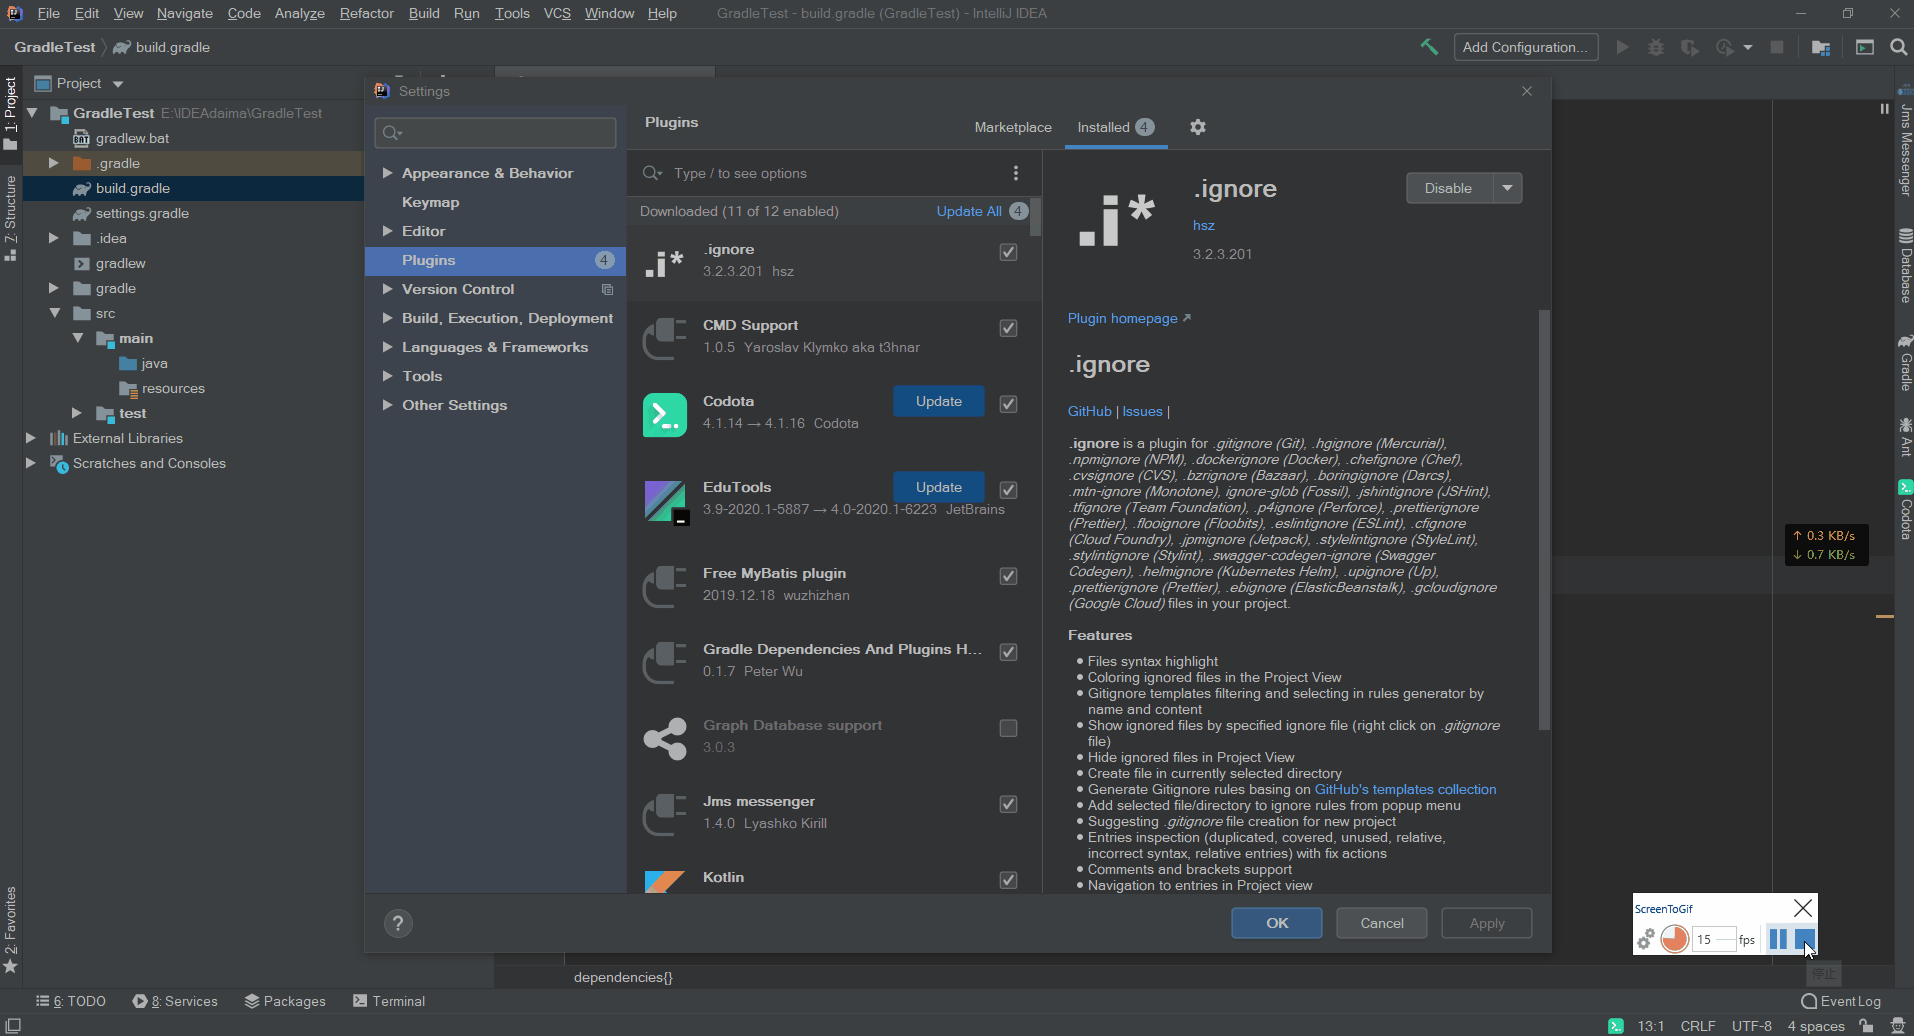 File Edit View Navigate Code Analyze Refactor Build Run Tools VCS Window Help GradleTest - build.gradle (GradleTest) - IntelliJ IDEA
GradleTest build.gradle Add Configuration...
1: Project
7: Structure
2: Favorites
Project
GradleTest E:\IDEAdaima\GradleTest
gradlew.bat
.gradle
build.gradle
settings.gradle
.idea
gradlew
gradle
src
main
java
resources
test
External Libraries
Scratches and Consoles
Settings
Appearance & Behavior
Keymap
Editor
Plugins 4
Version Control
Build, Execution, Deployment
Languages & Frameworks
Tools
Other Settings
Plugins Marketplace Installed 4
Type / to see options
Downloaded (11 of 12 enabled) Update All 4
.ignore
3.2.3.201 hsz
CMD Support
1.0.5 Yaroslav Klymko aka t3hnar
Codota Update
4.1.14 → 4.1.16 Codota
EduTools Update
3.9-2020.1-5887 → 4.0-2020.1-6223 JetBrains
Free MyBatis plugin
2019.12.18 wuzhizhan
Gradle Dependencies And Plugins H...
0.1.7 Peter Wu
Graph Database support
3.0.3
Jms messenger
1.4.0 Lyashko Kirill
Kotlin
.i*
.ignore Disable
hsz
3.2.3.201
Plugin homepage
.ignore
GitHub | Issues |
.ignore is a plugin for .gitignore (Git), .hgignore (Mercurial),
.npmignore (NPM), .dockerignore (Docker), .chefignore (Chef),
.cvsignore (CVS), .bzrignore (Bazaar), .boringignore (Darcs),
.mtn-ignore (Monotone), ignore-glob (Fossil), .jshintignore (JSHint),
.tfignore (Team Foundation), .p4ignore (Perforce), .prettierignore
(Prettier), .flooignore (Floobits), .eslintignore (ESLint), .cfignore
(Cloud Foundry), .jpmignore (Jetpack), .stylelintignore (StyleLint),
.stylintignore (Stylint), .swagger-codegen-ignore (Swagger
Codegen), .helmignore (Kubernetes Helm), .upignore (Up),
.prettierignore (Prettier), .ebignore (ElasticBeanstalk), .gcloudignore
(Google Cloud) files in your project.
Features
• Files syntax highlight
• Coloring ignored files in the Project View
• Gitignore templates filtering and selecting in rules generator by
name and content
• Show ignored files by specified ignore file (right click on .gitignore
file)
• Hide ignored files in Project View
• Create file in currently selected directory
• Generate Gitignore rules basing on GitHub's templates collection
• Add selected file/directory to ignore rules from popup menu
• Suggesting .gitignore file creation for new project
• Entries inspection (duplicated, covered, unused, relative,
incorrect syntax, relative entries) with fix actions
• Comments and brackets support
• Navigation to entries in Project view
? OK Cancel Apply
Jms Messenger
Database
Gradle
Ant
Codota
↑ 0.3 KB/s
↓ 0.7 KB/s
ScreenToGif
15 fps
停止
dependencies{}
6: TODO 8: Services Packages Terminal Event Log
13:1 CRLF UTF-8 4 spaces